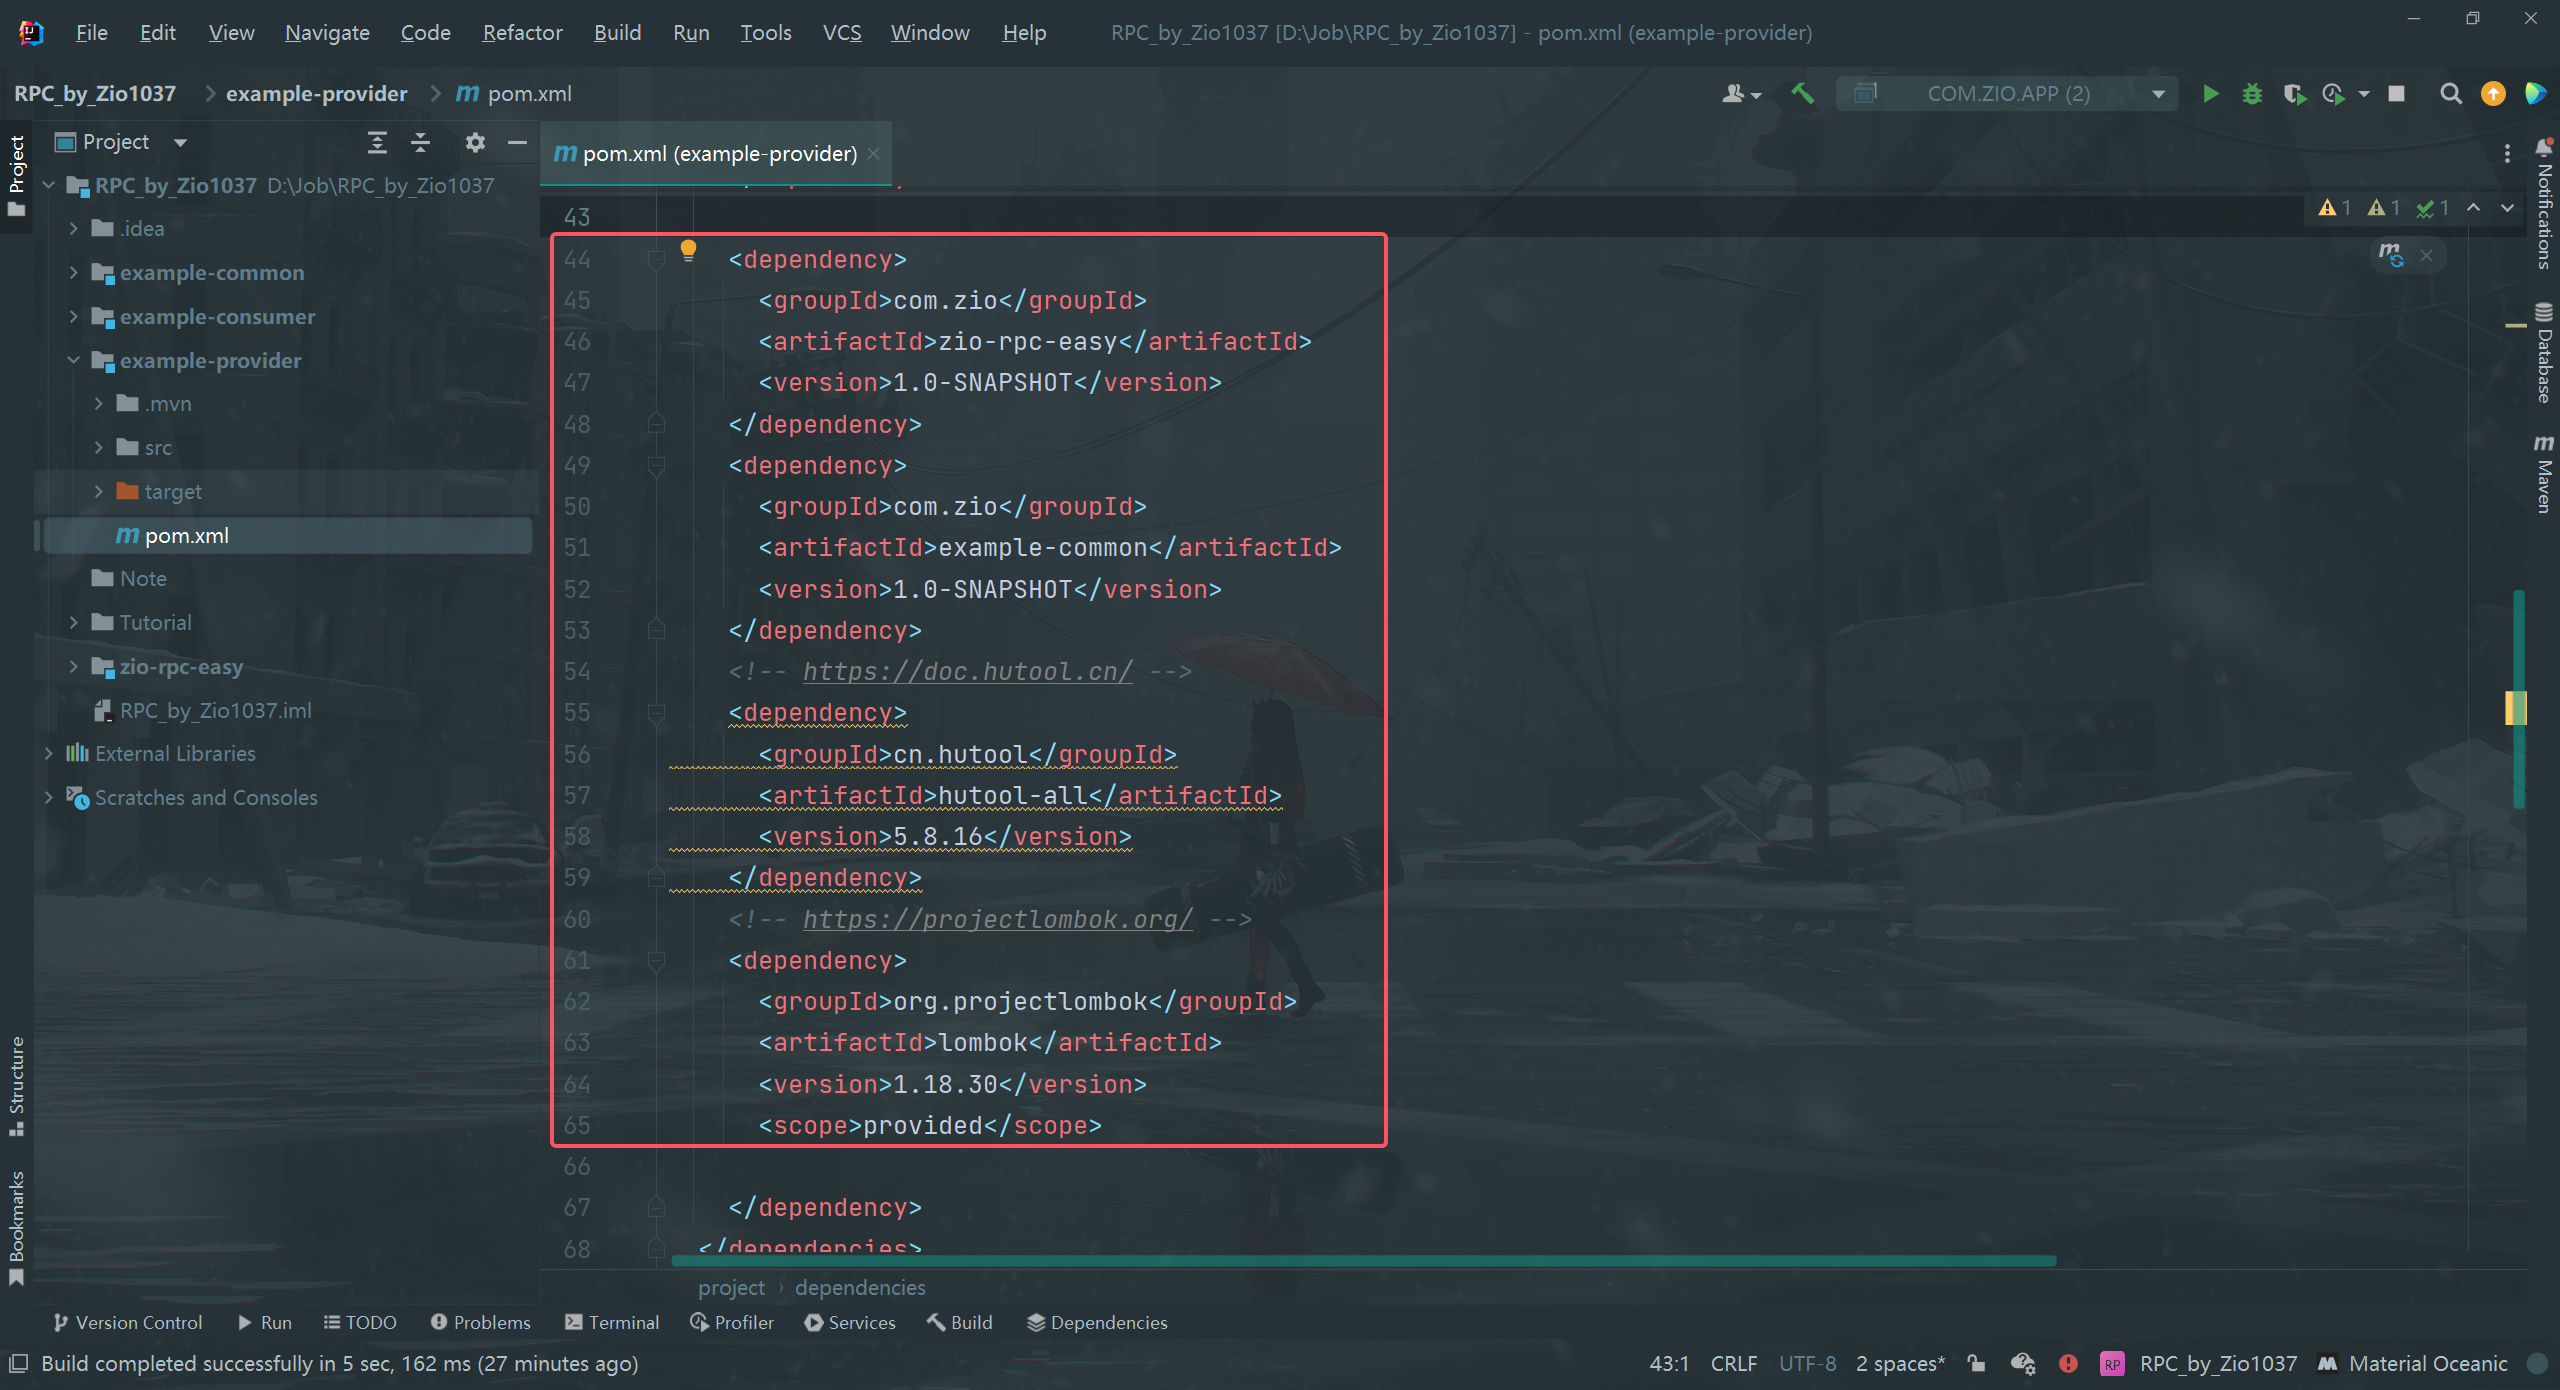 File Edit View Navigate Code Refactor Build Run Tools VCS Window Help RPC_by_Zio1037 [D:\Job\RPC_by_Zio1037] - pom.xml (example-provider)
RPC_by_Zio1037 example-provider m pom.xml COM.ZIO.APP (2)
Project
Project
pom.xml (example-provider)
RPC_by_Zio1037 D:\Job\RPC_by_Zio1037
.idea
example-common
example-consumer
example-provider
.mvn
src
target
pom.xml
Note
Tutorial
zio-rpc-easy
RPC_by_Zio1037.iml
External Libraries
Scratches and Consoles
Structure
Bookmarks
1 1 1
43
44 <dependency>
45 <groupId>com.zio</groupId>
46 <artifactId>zio-rpc-easy</artifactId>
47 <version>1.0-SNAPSHOT</version>
48 </dependency>
49 <dependency>
50 <groupId>com.zio</groupId>
51 <artifactId>example-common</artifactId>
52 <version>1.0-SNAPSHOT</version>
53 </dependency>
54 <!-- https://doc.hutool.cn/ -->
55 <dependency>
56 <groupId>cn.hutool</groupId>
57 <artifactId>hutool-all</artifactId>
58 <version>5.8.16</version>
59 </dependency>
60 <!-- https://projectlombok.org/ -->
61 <dependency>
62 <groupId>org.projectlombok</groupId>
63 <artifactId>lombok</artifactId>
64 <version>1.18.30</version>
65 <scope>provided</scope>
66
67 </dependency>
68 </dependencies>
project › dependencies
Notifications
Database
Maven
Version Control Run TODO Problems Terminal Profiler Services Build Dependencies
Build completed successfully in 5 sec, 162 ms (27 minutes ago) 43:1 CRLF UTF-8 2 spaces* RP RPC_by_Zio1037 Material Oceanic